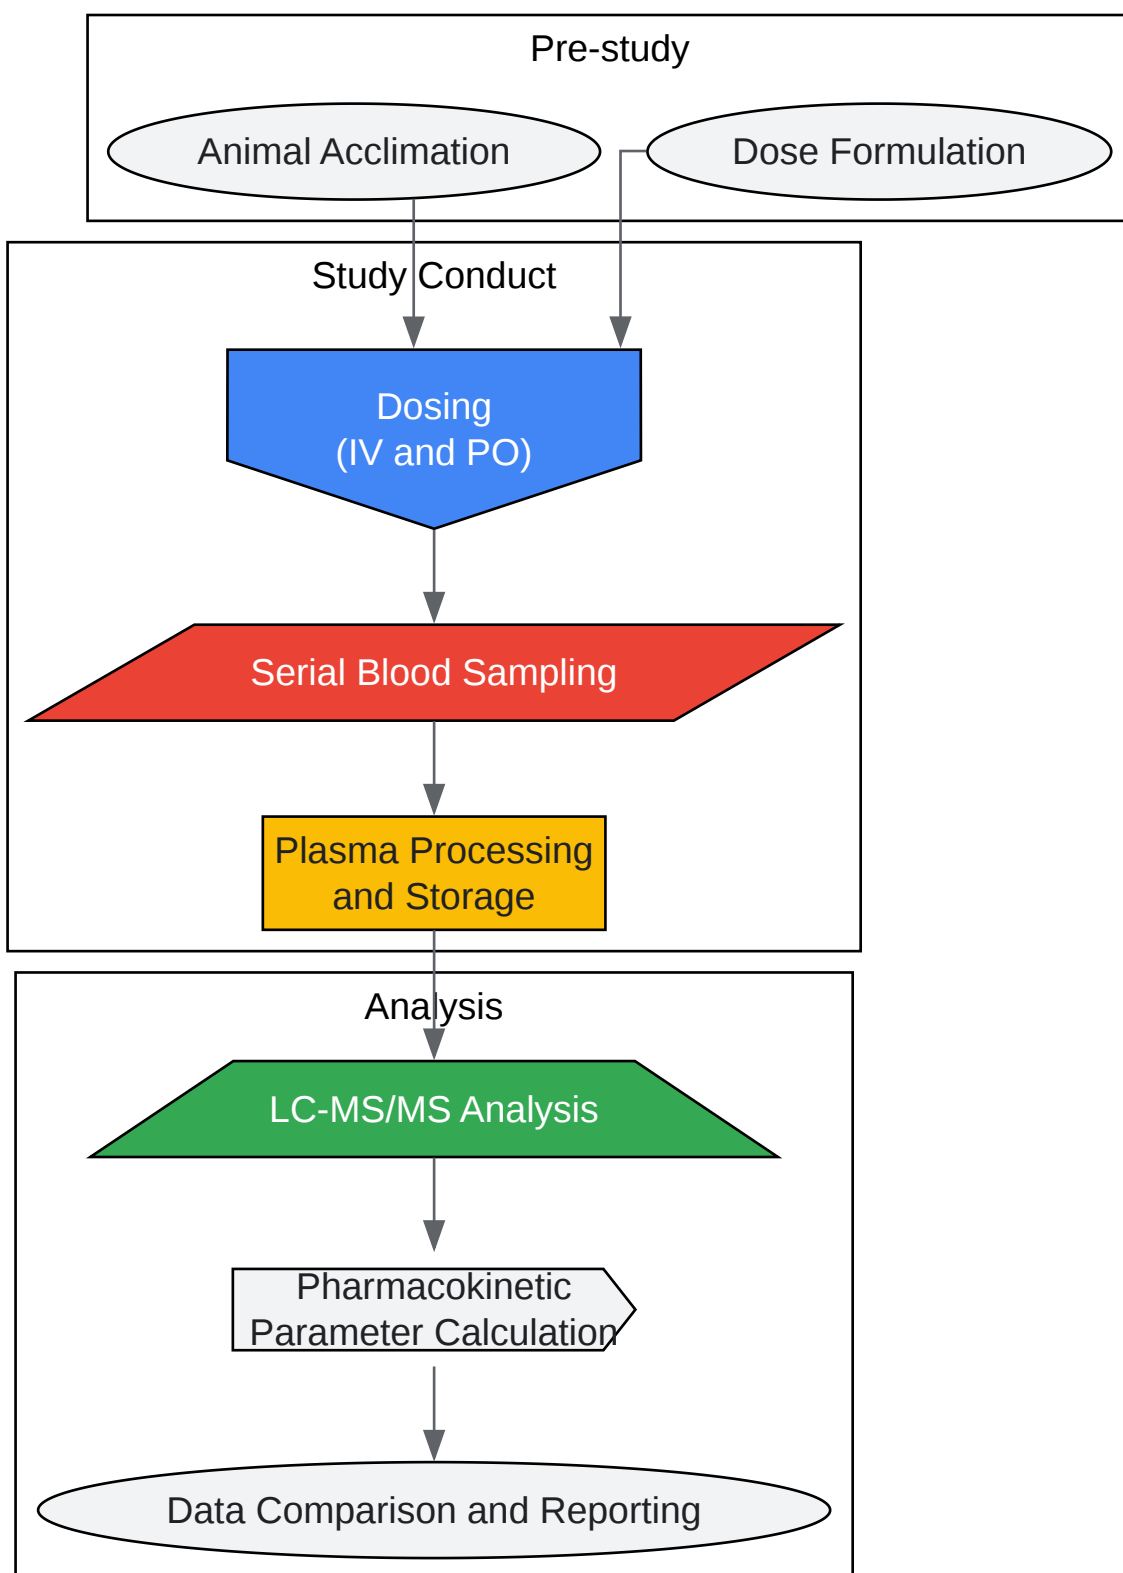 Pre-study
Animal Acclimation
Dose Formulation
Study Conduct
Dosing
(IV and PO)
Serial Blood Sampling
Plasma Processing
and Storage
Analysis
LC-MS/MS Analysis
Pharmacokinetic
Parameter Calculation
Data Comparison and Reporting